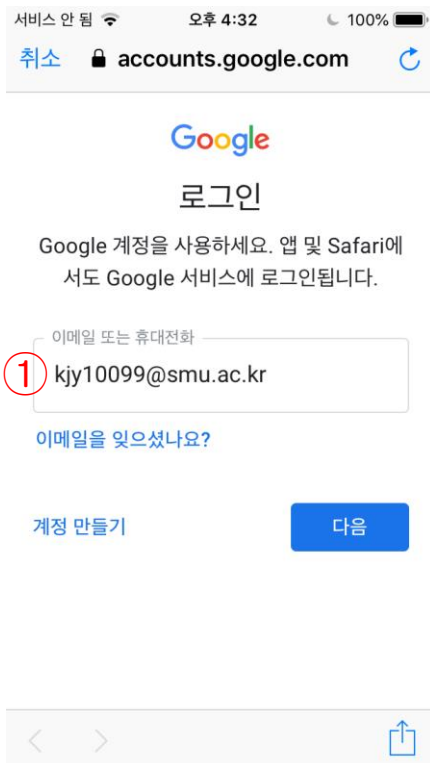 서비스 안 됨 오후 4:32 100%
취소 accounts.google.com
Google
로그인
Google 계정을 사용하세요. 앱 및 Safari에
서도 Google 서비스에 로그인됩니다.
이메일 또는 휴대전화
① kjy10099@smu.ac.kr
이메일을 잊으셨나요?
계정 만들기 다음